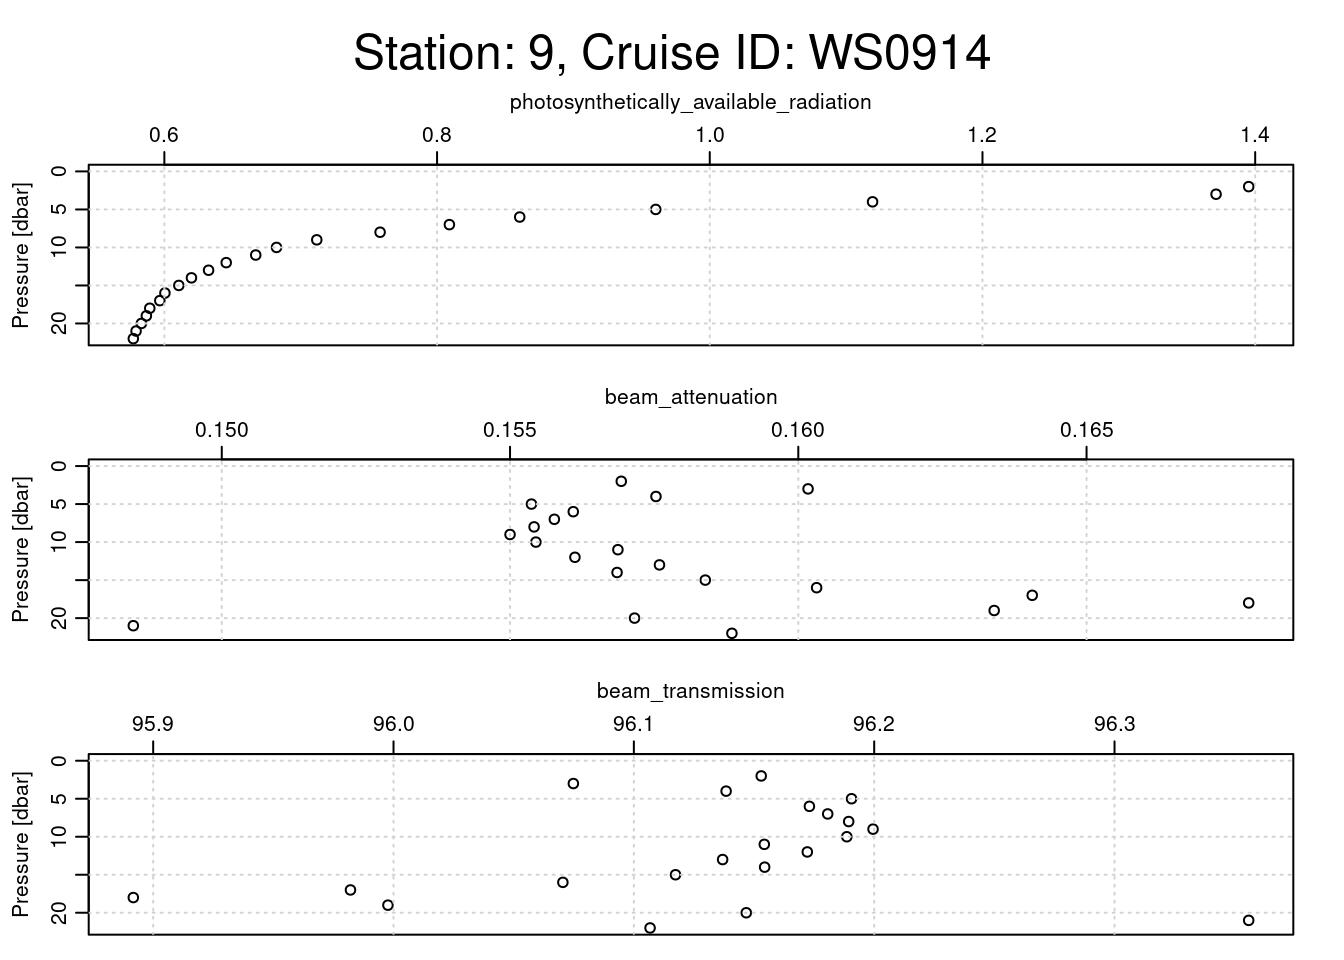 Station: 9, Cruise ID: WS0914
photosynthetically_available_radiation
0.6 0.8 1.0 1.2 1.4
Pressure [dbar]
0
5
10
20
beam_attenuation
0.150 0.155 0.160 0.165
Pressure [dbar]
0
5
10
20
beam_transmission
95.9 96.0 96.1 96.2 96.3
Pressure [dbar]
0
5
10
20